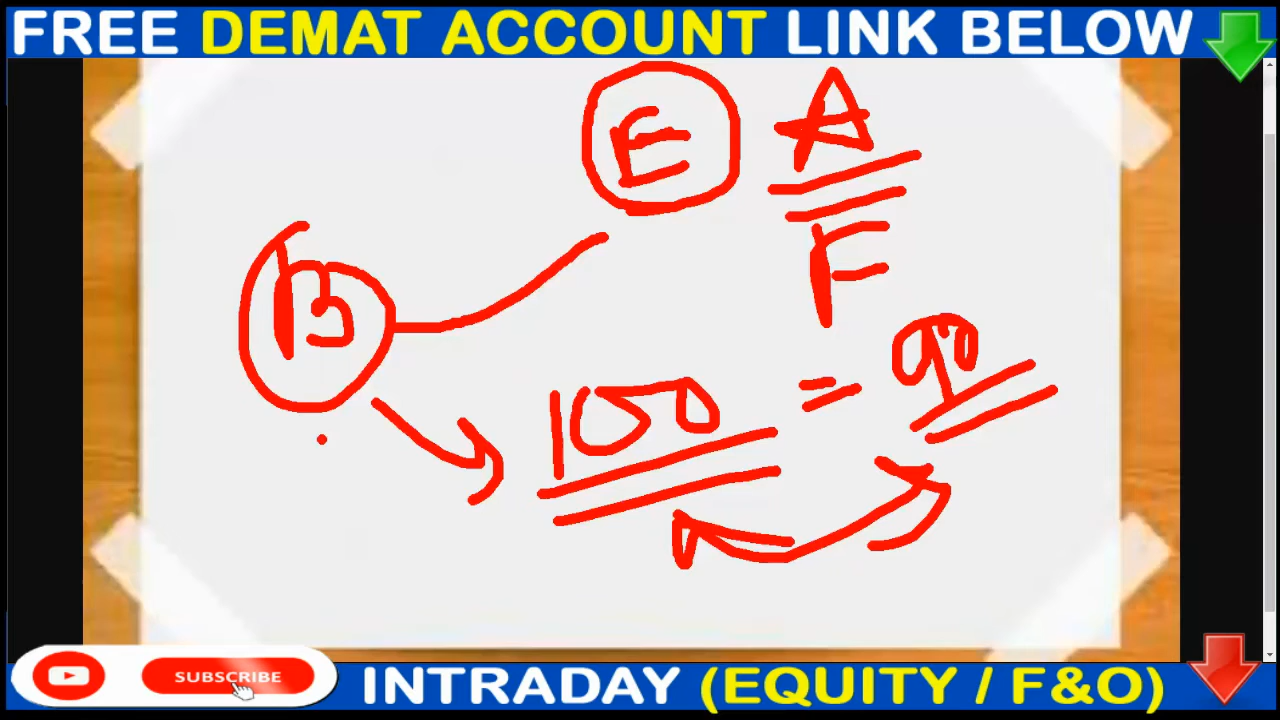 FREE DEMAT ACCOUNT LINK BELOW
E A
F
B
100 = 90
SUBSCRIBE
INTRADAY (EQUITY / F&O)